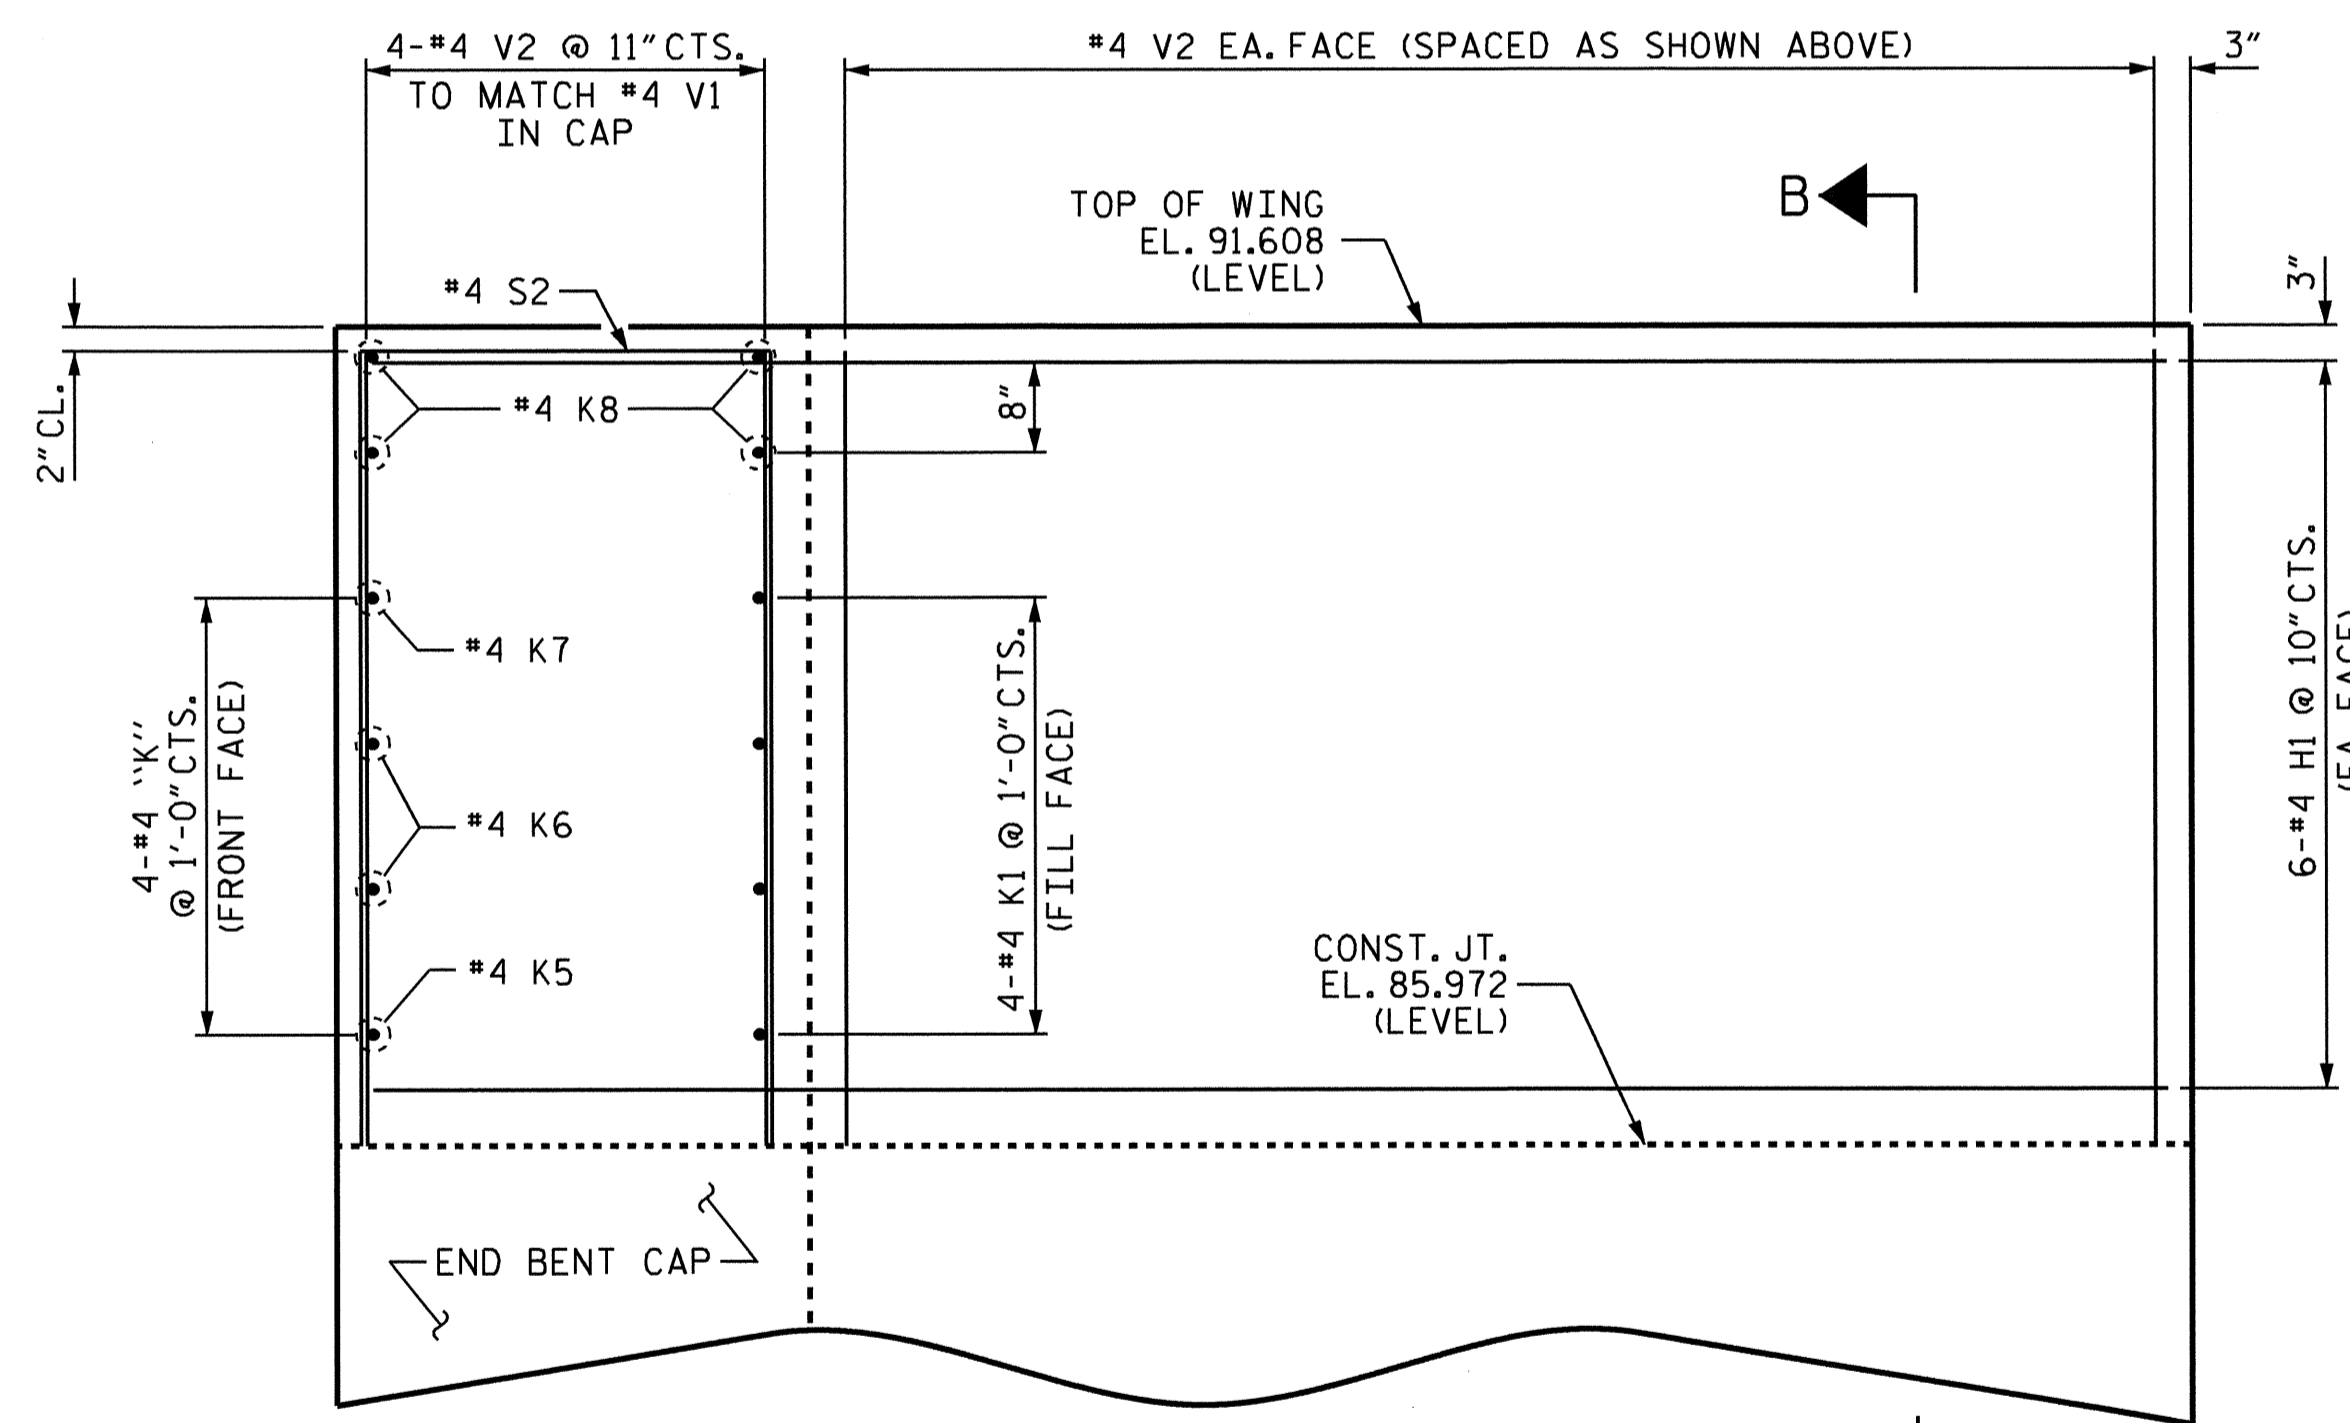 4-#4 V2 @ 11" CTS.
TO MATCH #4 V1
IN CAP
#4 V2 EA. FACE (SPACED AS SHOWN ABOVE)
3"
B
TOP OF WING
EL. 91.608
(LEVEL)
3"
#4 S2
2" CL.
#4 K8
8"
#4 K7
4-#4 "K"
@ 1'-0" CTS.
(FRONT FACE)
#4 K6
#4 K5
4-#4 K1 @ 1'-0" CTS.
(FILL FACE)
6-#4 H1 @ 10" CTS.
(EA. FACE)
CONST. JT.
EL. 85.972
(LEVEL)
END BENT CAP